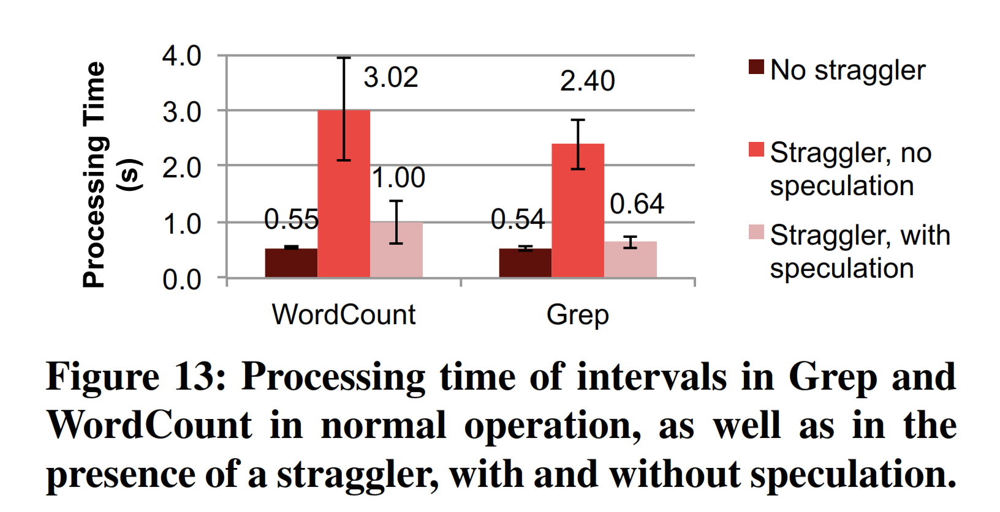 Processing Time
(s)
4.0
3.0
2.0
1.0
0.0
0.55
3.02
1.00
0.54
2.40
0.64
WordCount
Grep
No straggler
Straggler, no
speculation
Straggler, with
speculation
Figure 13: Processing time of intervals in Grep and
WordCount in normal operation, as well as in the
presence of a straggler, with and without speculation.